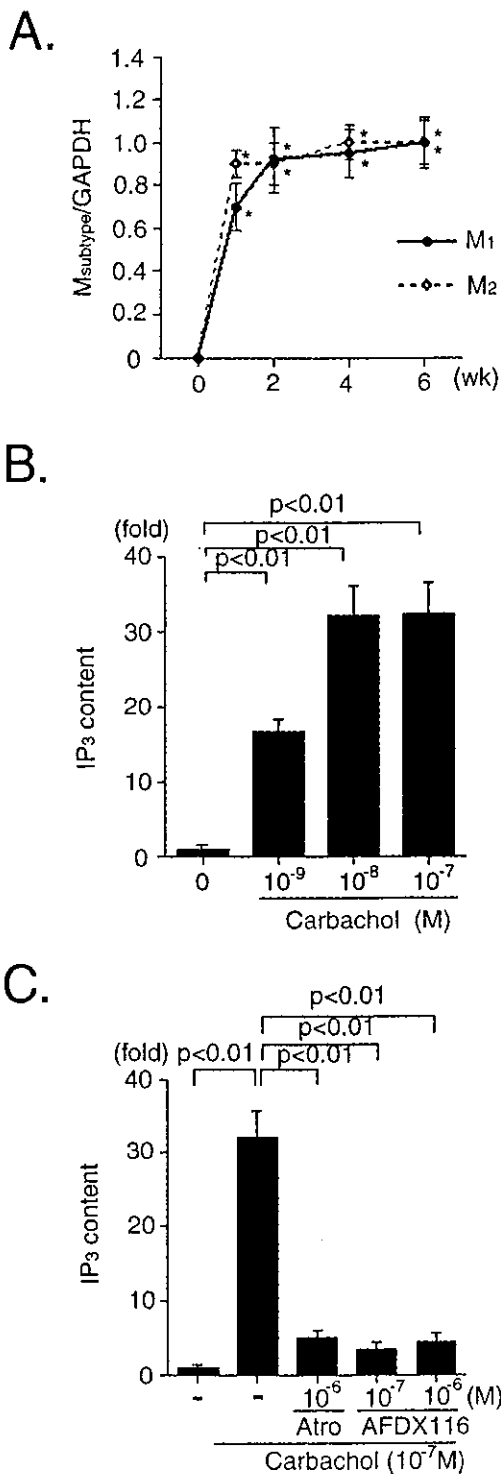 A.
1.4
1.2
1.0
0.8
0.6
0.4
0.2
0
Msubtype/GAPDH
* * * * * * * *
M1
M2
0 2 4 6 (wk)
B.
p<0.01
(fold) p<0.01
p<0.01
40
30
20
10
0
IP3 content
0 10-9 10-8 10-7
Carbachol (M)
C.
p<0.01
p<0.01
(fold) p<0.01 p<0.01
40
30
20
10
0
IP3 content
- - 10-6 10-7 10-6 (M)
Atro AFDX116
Carbachol (10-7M)